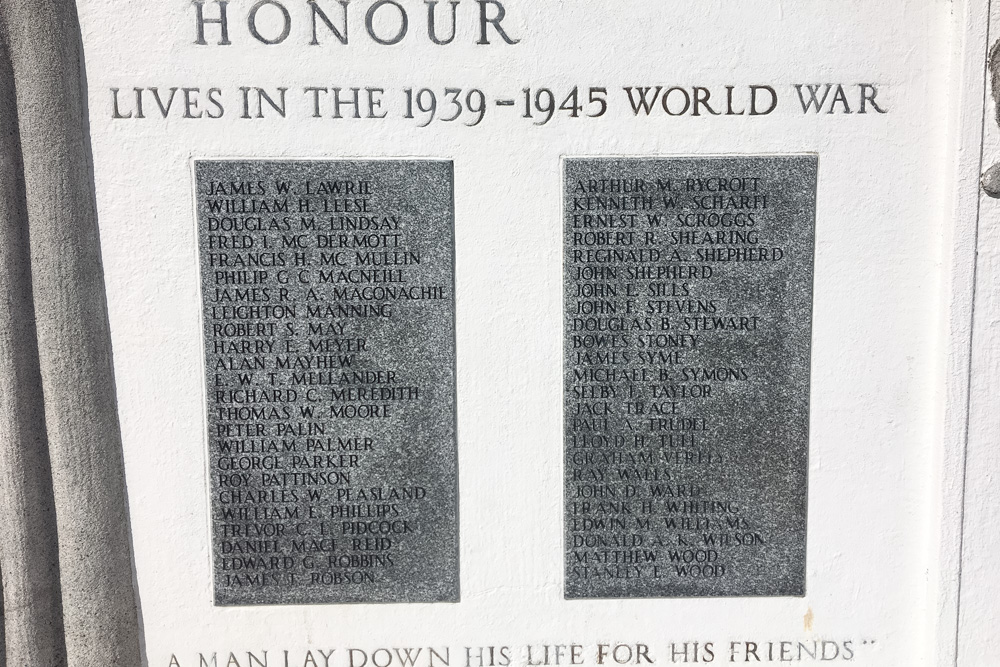 HONOUR
LIVES IN THE 1939-1945 WORLD WAR
JAMES W. LAWRIE
WILLIAM H. LEESE
DOUGLAS M. LINDSAY
FRED I. MC DERMOTT
FRANCIS H. MC MULLIN
PHILIP G C MACNEILL
JAMES R. A. MACONACHIE
LEIGHTON MANNING
ROBERT S. MAY
HARRY E. MEYER
ALAN MAYHEW
E. W. T. MELLANDER
RICHARD C. MEREDITH
THOMAS W. MOORE
PETER PALIN
WILLIAM PALMER
GEORGE PARKER
ROY PATTINSON
CHARLES W. PEASLAND
WILLIAM E. PHILLIPS
TREVOR C. L. PIDCOCK
DANIEL MACE REID
EDWARD G. ROBBINS
JAMES T. ROBSON
ARTHUR M. RYCROFT
KENNETH W. SCHARFF
ERNEST W. SCROGGS
ROBERT R. SHEARING
REGINALD A. SHEPHERD
JOHN SHEPHERD
JOHN L. SILLS
JOHN F. STEVENS
DOUGLAS B. STEWART
BOWES STONEY
JAMES SYME
MICHAEL B. SYMONS
SELBY F. TAYLOR
JACK TRACE
PAUL A. TRUDEL
LLOYD H. TULL
GRAHAM
RAY WALLS
JOHN D. WARD
FRANK H. WHITING
EDWIN M. WILLIAMS
DONALD A. K. WILSON
MATTHEW WOOD
STANLEY E. WOOD
A MAN LAY DOWN HIS LIFE FOR HIS FRIENDS"